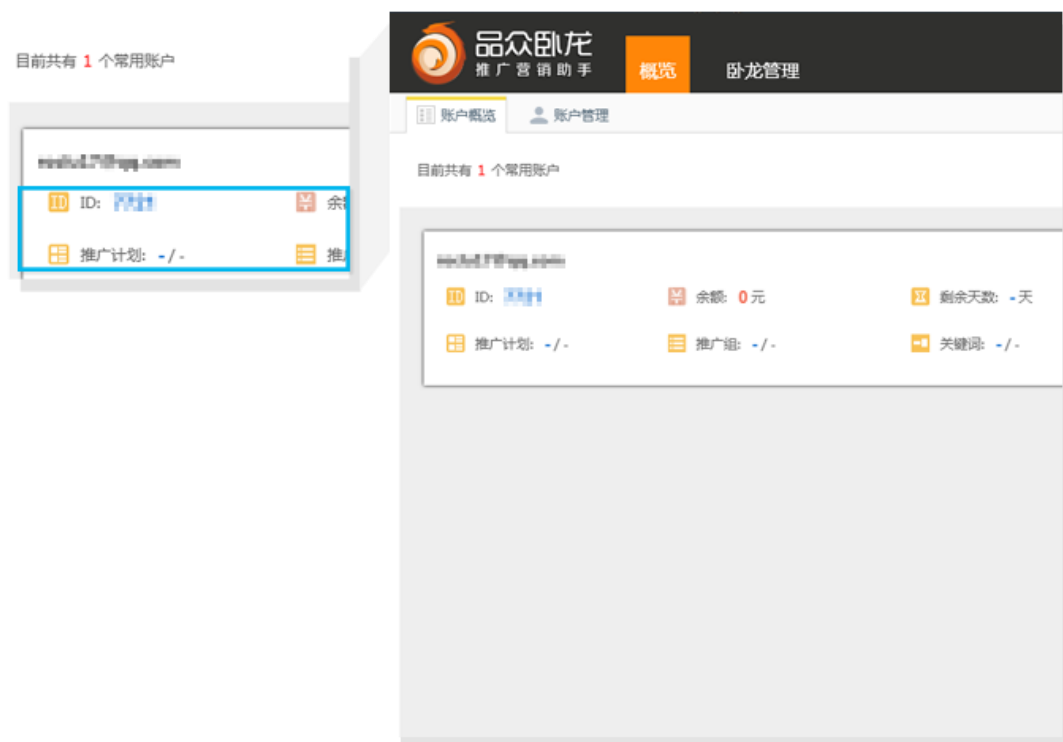 目前共有 1 个常用账户
ID:
推广计划: -/-
品众卧龙
推广营销助手
概览
卧龙管理
账户概览
账户管理
目前共有 1 个常用账户
ID:
余额: 0元
剩余天数: -天
推广计划: -/-
推广组: -/-
关键词: -/-